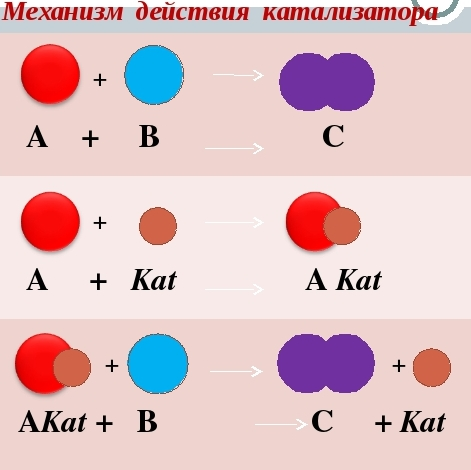 Механизм действия катализатора
+
A + B C
+
A + Kat A Kat
+ +
AKat + B C + Kat